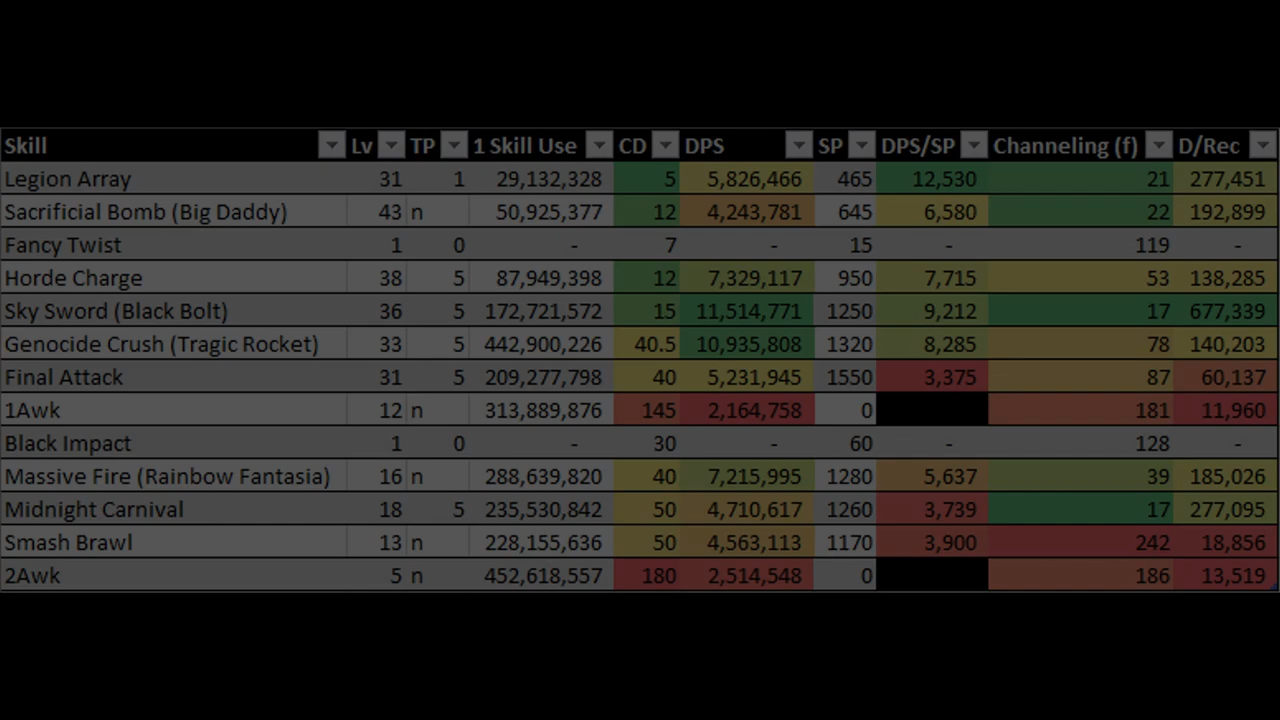 Skill Lv TP 1 Skill Use CD DPS SP DPS/SP Channeling (f) D/Rec
Legion Array 31 1 29,132,328 5 5,826,466 465 12,530 21 277,451
Sacrificial Bomb (Big Daddy) 43 n 50,925,377 12 4,243,781 645 6,580 22 192,899
Fancy Twist 1 0 - 7 - 15 - 119 -
Horde Charge 38 5 87,949,398 12 7,329,117 950 7,715 53 138,285
Sky Sword (Black Bolt) 36 5 172,721,572 15 11,514,771 1250 9,212 17 677,339
Genocide Crush (Tragic Rocket) 33 5 442,900,226 40.5 10,935,808 1320 8,285 78 140,203
Final Attack 31 5 209,277,798 40 5,231,945 1550 3,375 87 60,137
1Awk 12 n 313,889,876 145 2,164,758 0 181 11,960
Black Impact 1 0 - 30 - 60 - 128 -
Massive Fire (Rainbow Fantasia) 16 n 288,639,820 40 7,215,995 1280 5,637 39 185,026
Midnight Carnival 18 5 235,530,842 50 4,710,617 1260 3,739 17 277,095
Smash Brawl 13 n 228,155,636 50 4,563,113 1170 3,900 242 18,856
2Awk 5 n 452,618,557 180 2,514,548 0 186 13,519